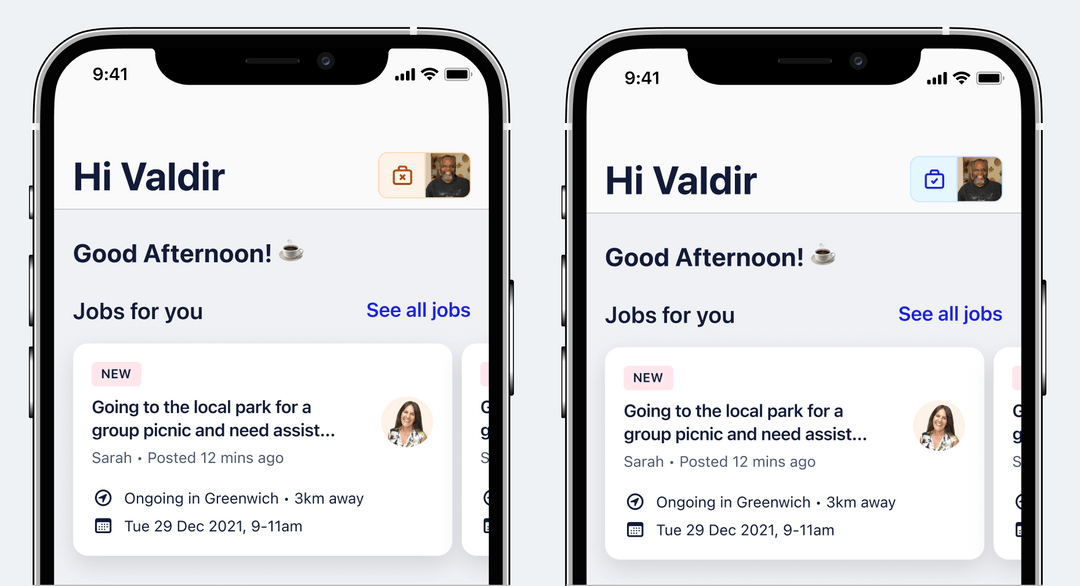 9:41
Hi Valdir
Good Afternoon! ☕
Jobs for you
See all jobs
NEW
Going to the local park for a
group picnic and need assist...
Sarah • Posted 12 mins ago
Ongoing in Greenwich • 3km away
Tue 29 Dec 2021, 9-11am
G
g
S
9:41
Hi Valdir
Good Afternoon! ☕
Jobs for you
See all jobs
NEW
Going to the local park for a
group picnic and need assist...
Sarah • Posted 12 mins ago
Ongoing in Greenwich • 3km away
Tue 29 Dec 2021, 9-11am
G
g
S